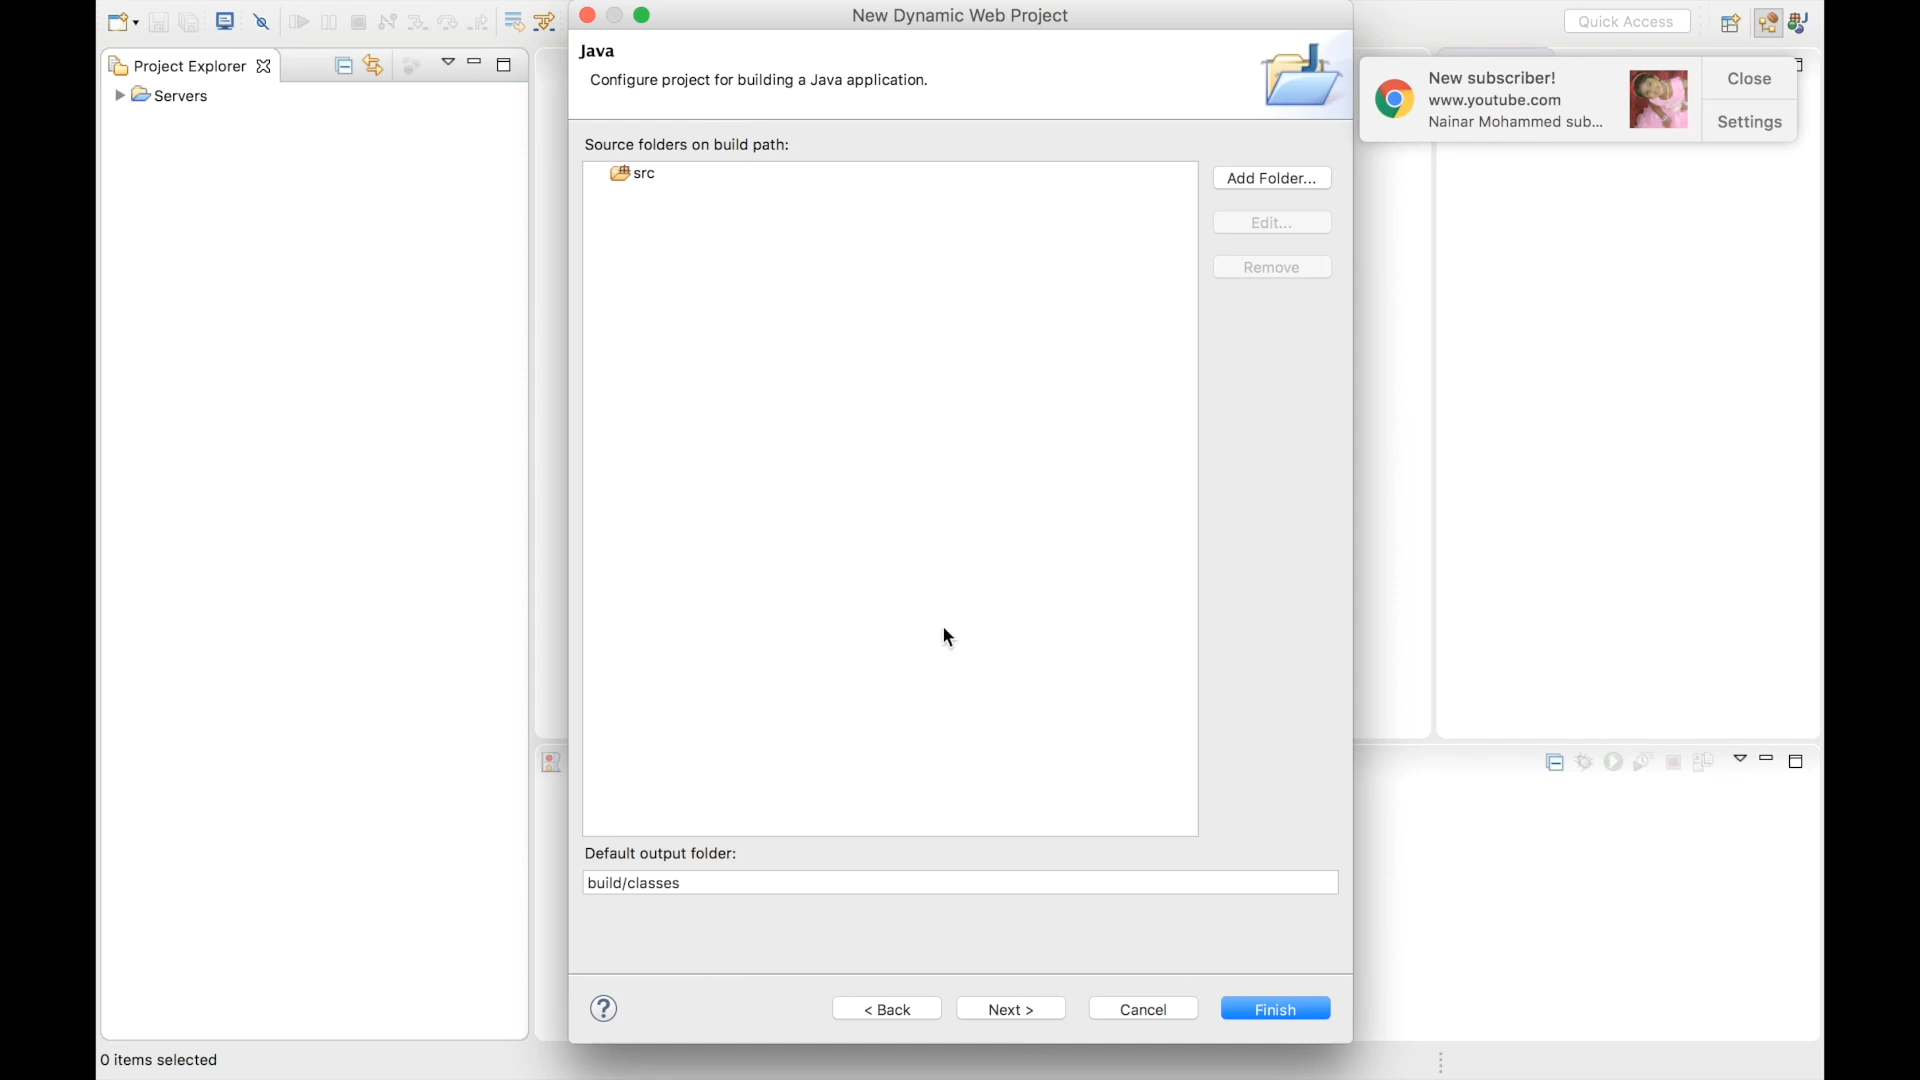 New Dynamic Web Project
Quick Access
Project Explorer
Servers
Java
Configure project for building a Java application.
New subscriber!
www.youtube.com
Nainar Mohammed sub...
Close
Settings
Source folders on build path:
src
Add Folder...
Edit...
Remove
Default output folder:
build/classes
?
< Back
Next >
Cancel
Finish
0 items selected